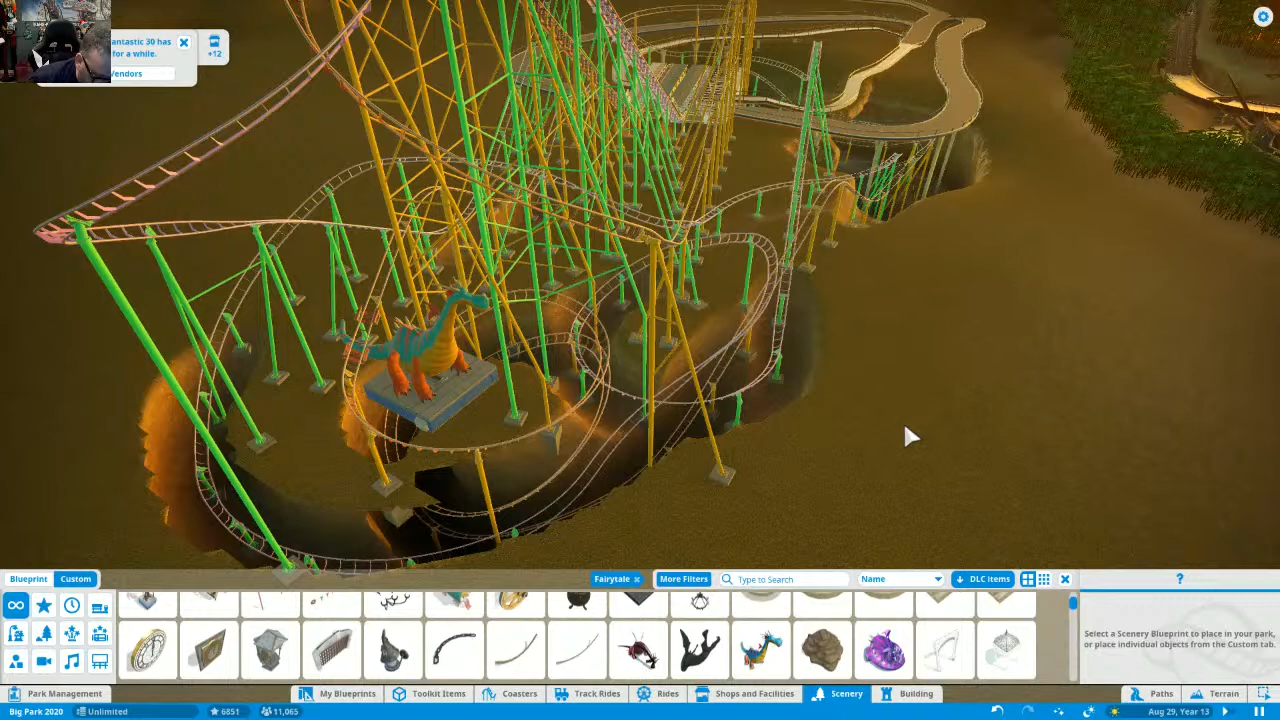 antastic 30 has
for a while.
+12
Vendors
Blueprint
Custom
Fairytale
More Filters
Type to Search
Name
DLC items
?
Select a Scenery Blueprint to place in your park,
or place individual objects from the Custom tab.
Park Management
My Blueprints
Toolkit Items
Coasters
Track Rides
Rides
Shops and Facilities
Scenery
Building
Paths
Terrain
Big Park 2020
Unlimited
6851
11,065
Aug 29, Year 13